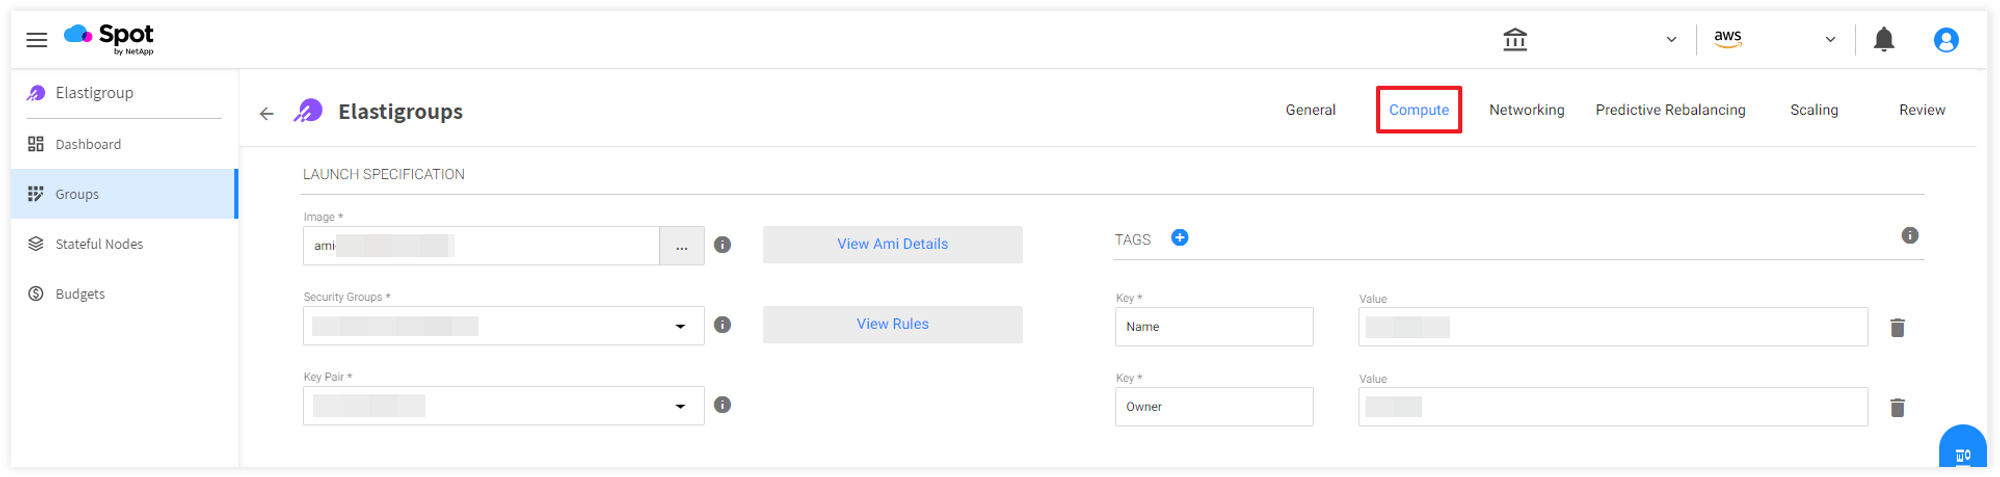 Spot
by NetApp
aws
Elastigroup
Dashboard
Groups
Stateful Nodes
Budgets
Elastigroups
General
Compute
Networking
Predictive Rebalancing
Scaling
Review
LAUNCH SPECIFICATION
Image *
ami-
...
View Ami Details
Security Groups *
View Rules
Key Pair *
TAGS
Key *
Value
Name
Key *
Value
Owner